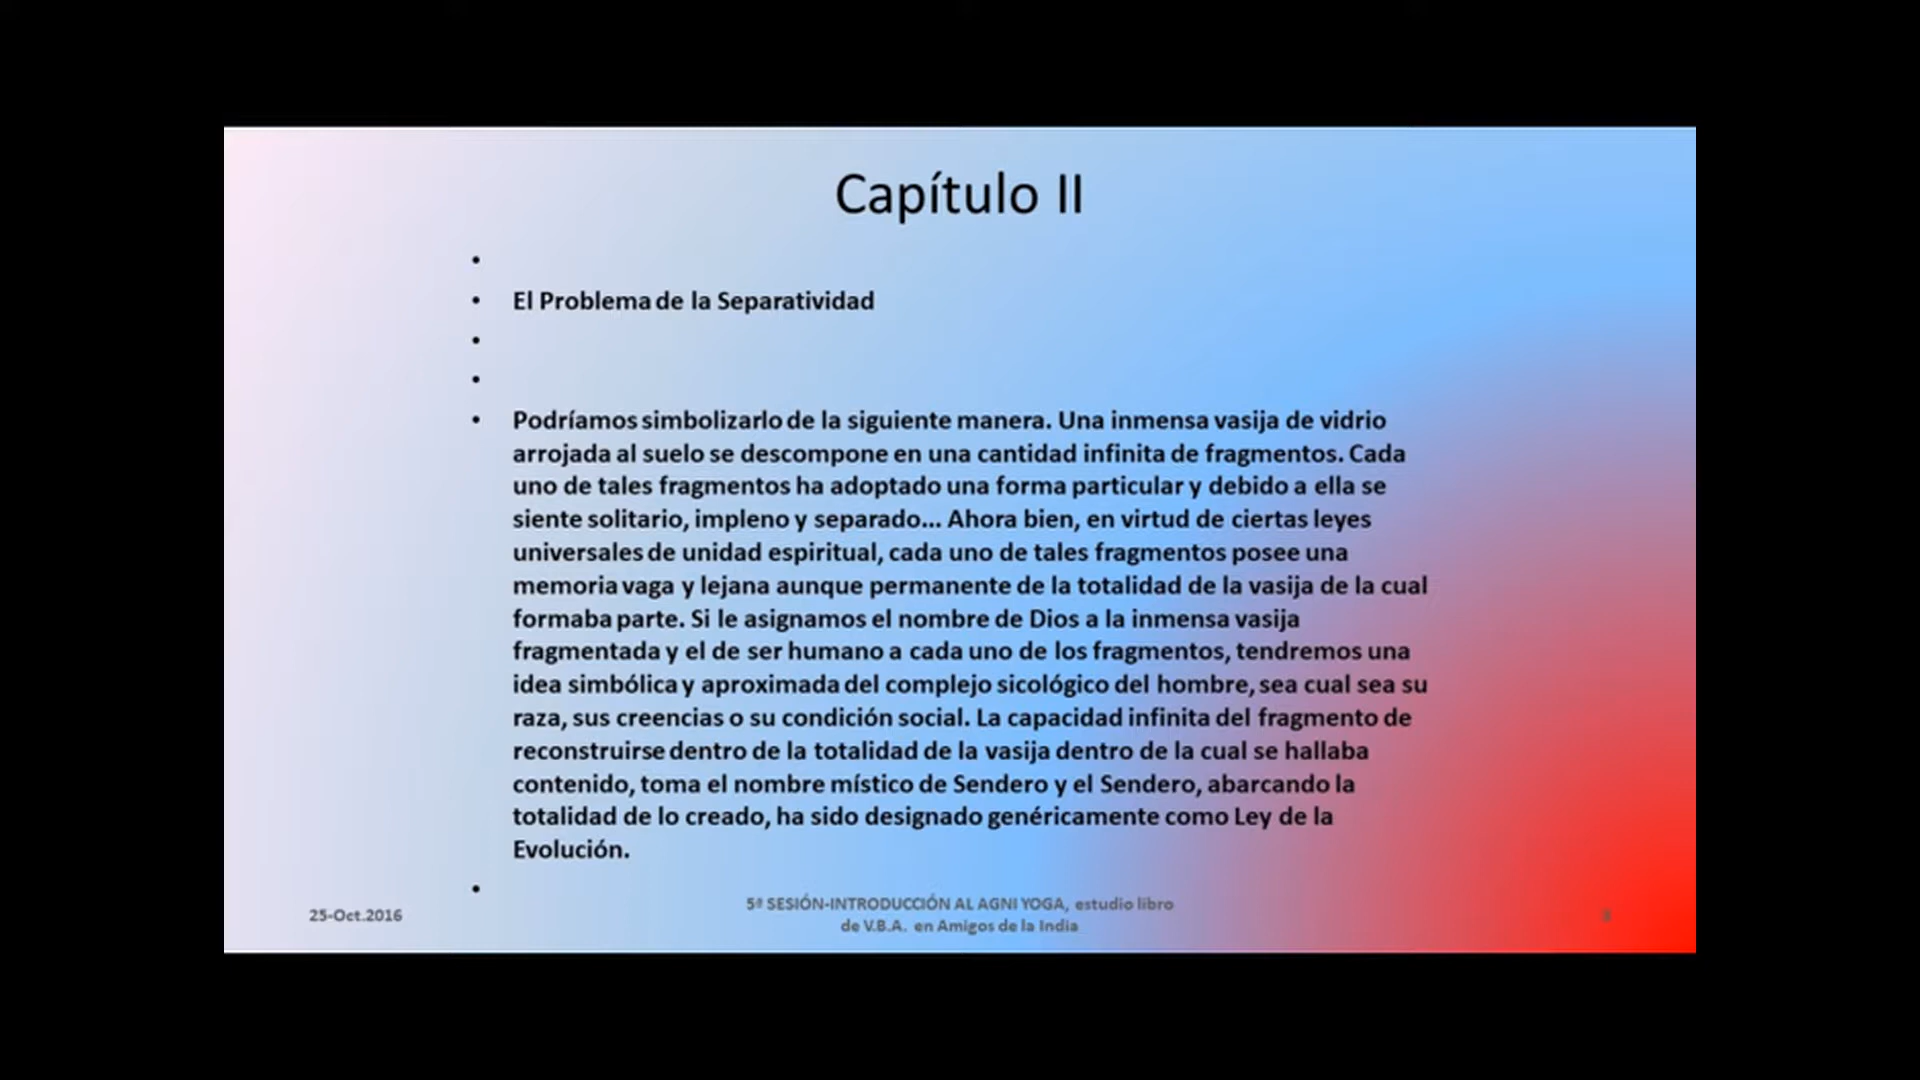 Capítulo II
•
• El Problema de la Separatividad
•
•
• Podríamos simbolizarlo de la siguiente manera. Una inmensa vasija de vidrio
arrojada al suelo se descompone en una cantidad infinita de fragmentos. Cada
uno de tales fragmentos ha adoptado una forma particular y debido a ella se
siente solitario, impleno y separado... Ahora bien, en virtud de ciertas leyes
universales de unidad espiritual, cada uno de tales fragmentos posee una
memoria vaga y lejana aunque permanente de la totalidad de la vasija de la cual
formaba parte. Si le asignamos el nombre de Dios a la inmensa vasija
fragmentada y el de ser humano a cada uno de los fragmentos, tendremos una
idea simbólica y aproximada del complejo sicológico del hombre, sea cual sea su
raza, sus creencias o su condición social. La capacidad infinita del fragmento de
reconstruirse dentro de la totalidad de la vasija dentro de la cual se hallaba
contenido, toma el nombre místico de Sendero y el Sendero, abarcando la
totalidad de lo creado, ha sido designado genéricamente como Ley de la
Evolución.
•
25-Oct.2016
5ª SESIÓN-INTRODUCCIÓN AL AGNI YOGA, estudio libro
de V.B.A. en Amigos de la India